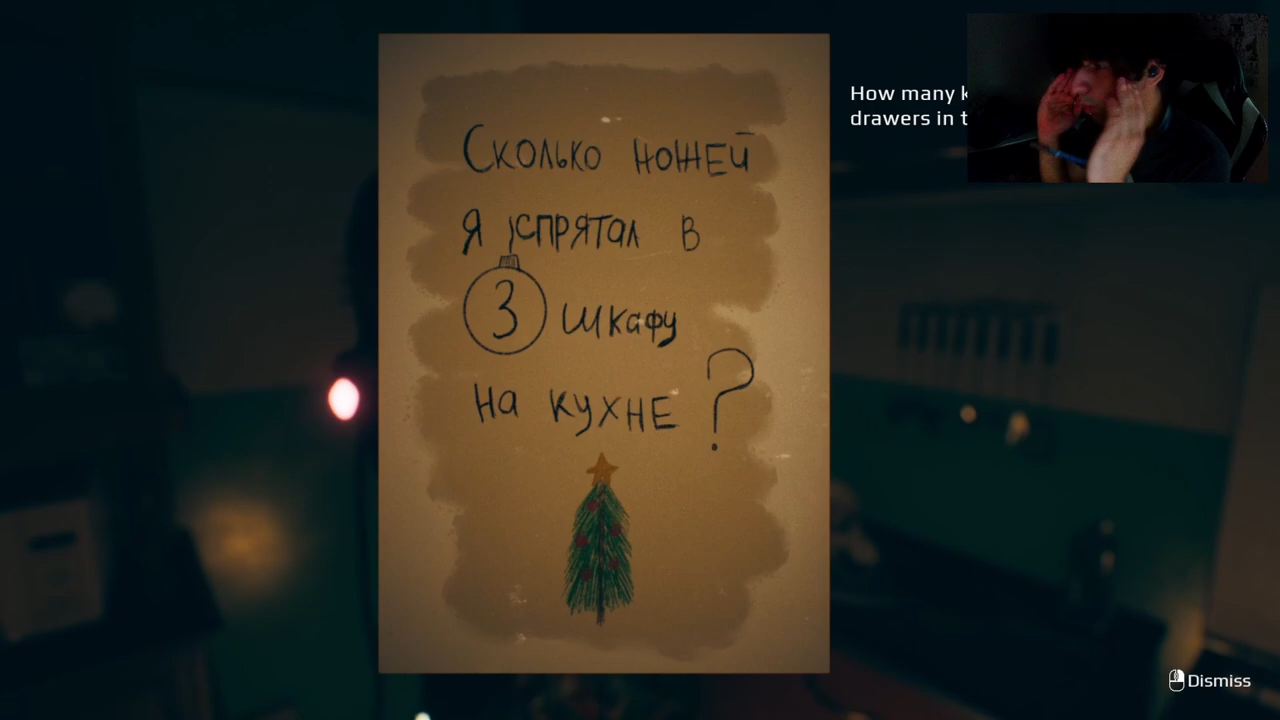 Сколько ножей
я спрятал в
3 шкафу
на кухне?
How many
drawers in
Dismiss